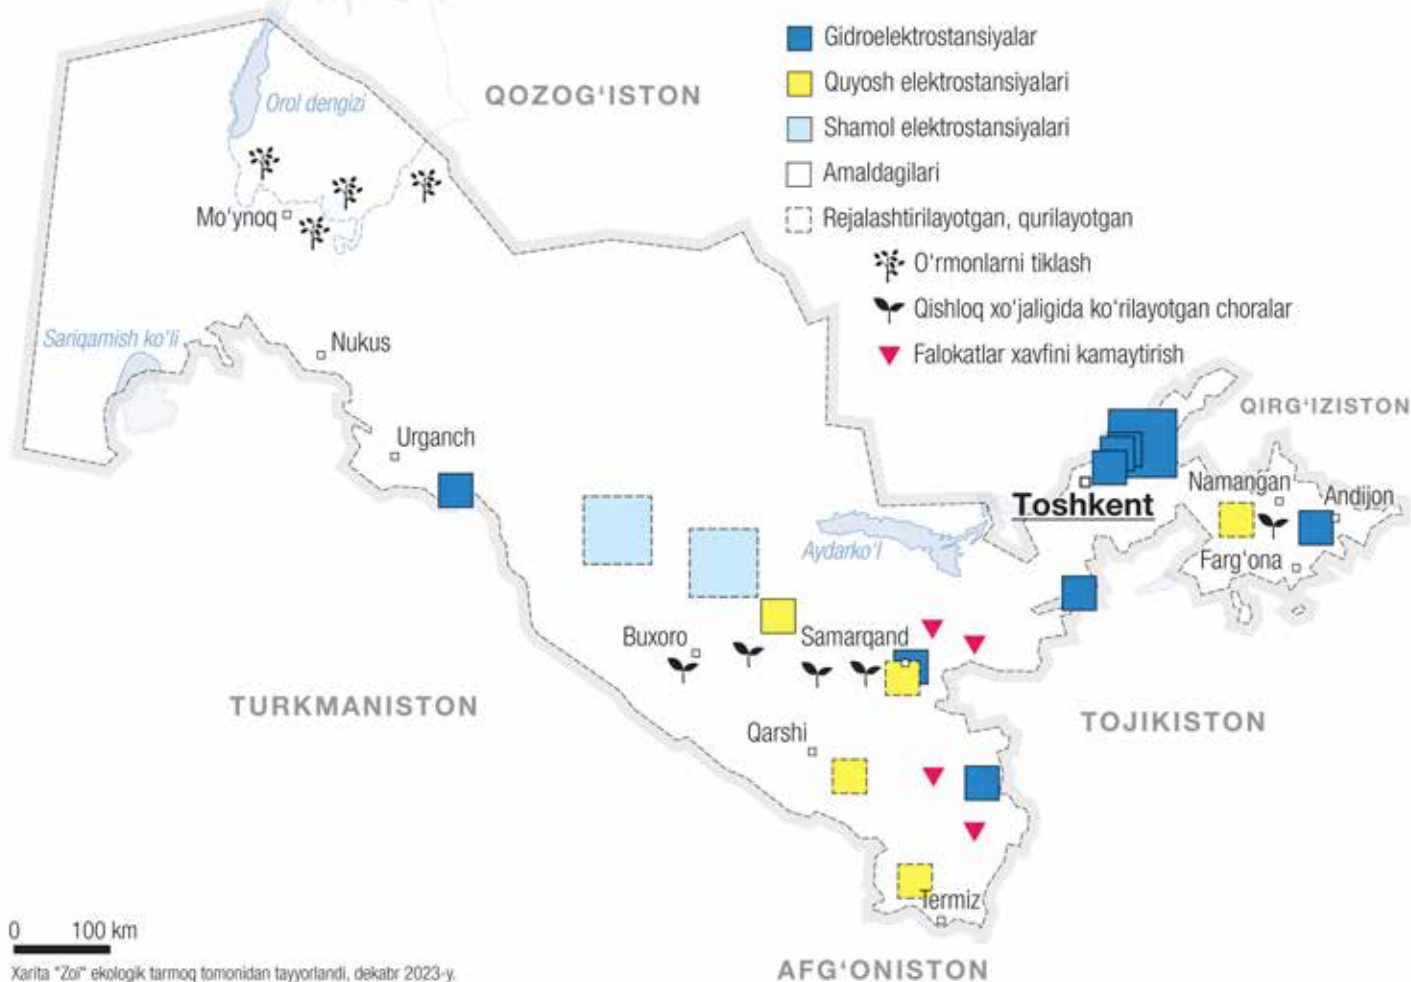 Gidroelektrostansiyalar
Quyosh elektrostansiyalari
Shamol elektrostansiyalari
Amaldagilari
Rejalashtirilayotgan, qurilayotgan
O‘rmonlarni tiklash
Qishloq xo‘jaligida ko‘rilayotgan choralar
Falokatlar xavfini kamaytirish
QOZOG‘ISTON
Orol dengizi
Mo‘ynoq
Sariqamish ko‘li
Nukus
Urganch
QIRG‘IZISTON
Toshkent
Namangan
Andijon
Farg‘ona
Aydarko‘l
Buxoro
Samarqand
TURKMANISTON
TOJIKISTON
Qarshi
Termiz
AFG‘ONISTON
0 100 km
Xarita "Zoï" ekologik tarmoq tomonidan tayyorlandi, dekabr 2023-y.